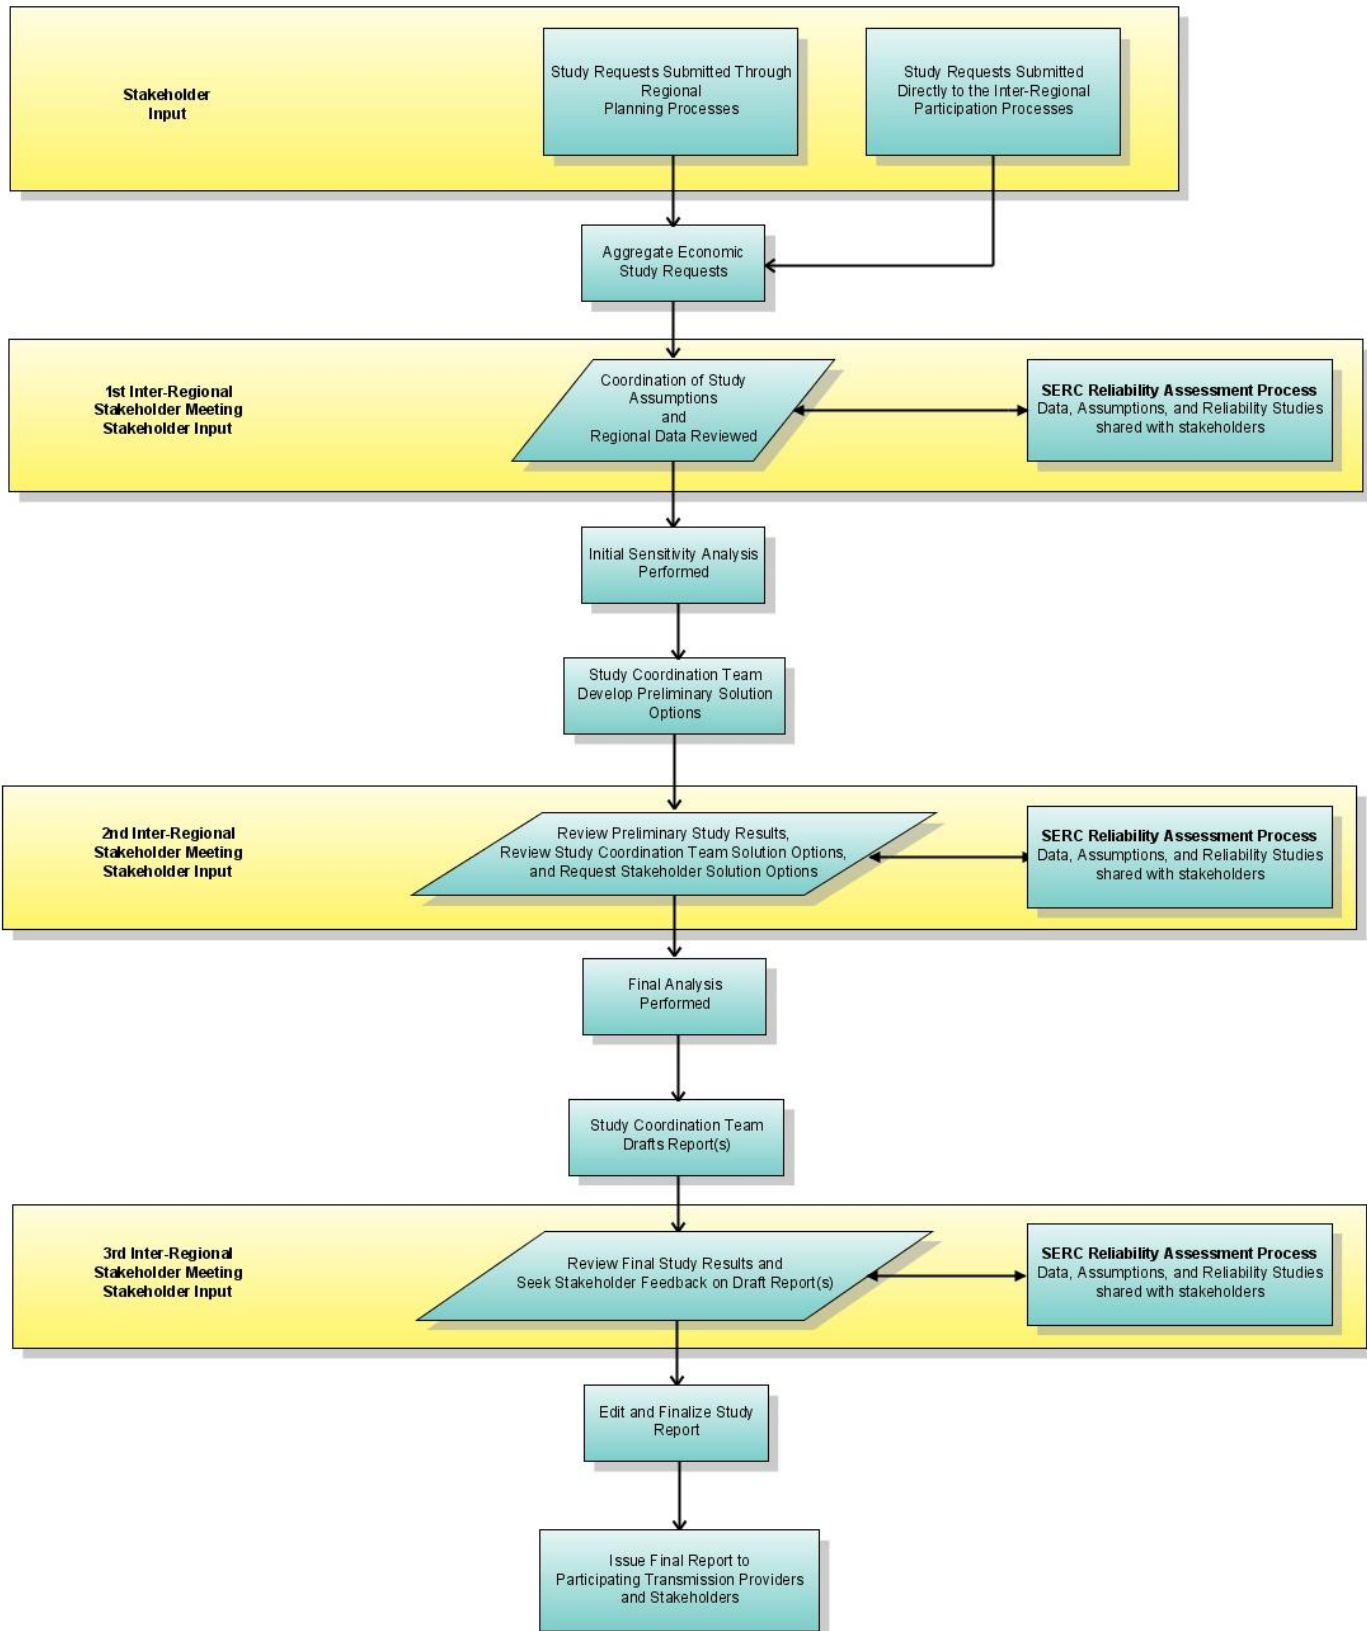 Stakeholder
Input
Study Requests Submitted Through
Regional
Planning Processes
Study Requests Submitted
Directly to the Inter-Regional
Participation Processes
Aggregate Economic
Study Requests
1st Inter-Regional
Stakeholder Meeting
Stakeholder Input
Coordination of Study
Assumptions
and
Regional Data Reviewed
SERC Reliability Assessment Process
Data, Assumptions, and Reliability Studies
shared with stakeholders
Initial Sensitivity Analysis
Performed
Study Coordination Team
Develop Preliminary Solution
Options
2nd Inter-Regional
Stakeholder Meeting
Stakeholder Input
Review Preliminary Study Results,
Review Study Coordination Team Solution Options,
and Request Stakeholder Solution Options
SERC Reliability Assessment Process
Data, Assumptions, and Reliability Studies
shared with stakeholders
Final Analysis
Performed
Study Coordination Team
Drafts Report(s)
3rd Inter-Regional
Stakeholder Meeting
Stakeholder Input
Review Final Study Results and
Seek Stakeholder Feedback on Draft Report(s)
SERC Reliability Assessment Process
Data, Assumptions, and Reliability Studies
shared with stakeholders
Edit and Finalize Study
Report
Issue Final Report to
Participating Transmission Providers
and Stakeholders